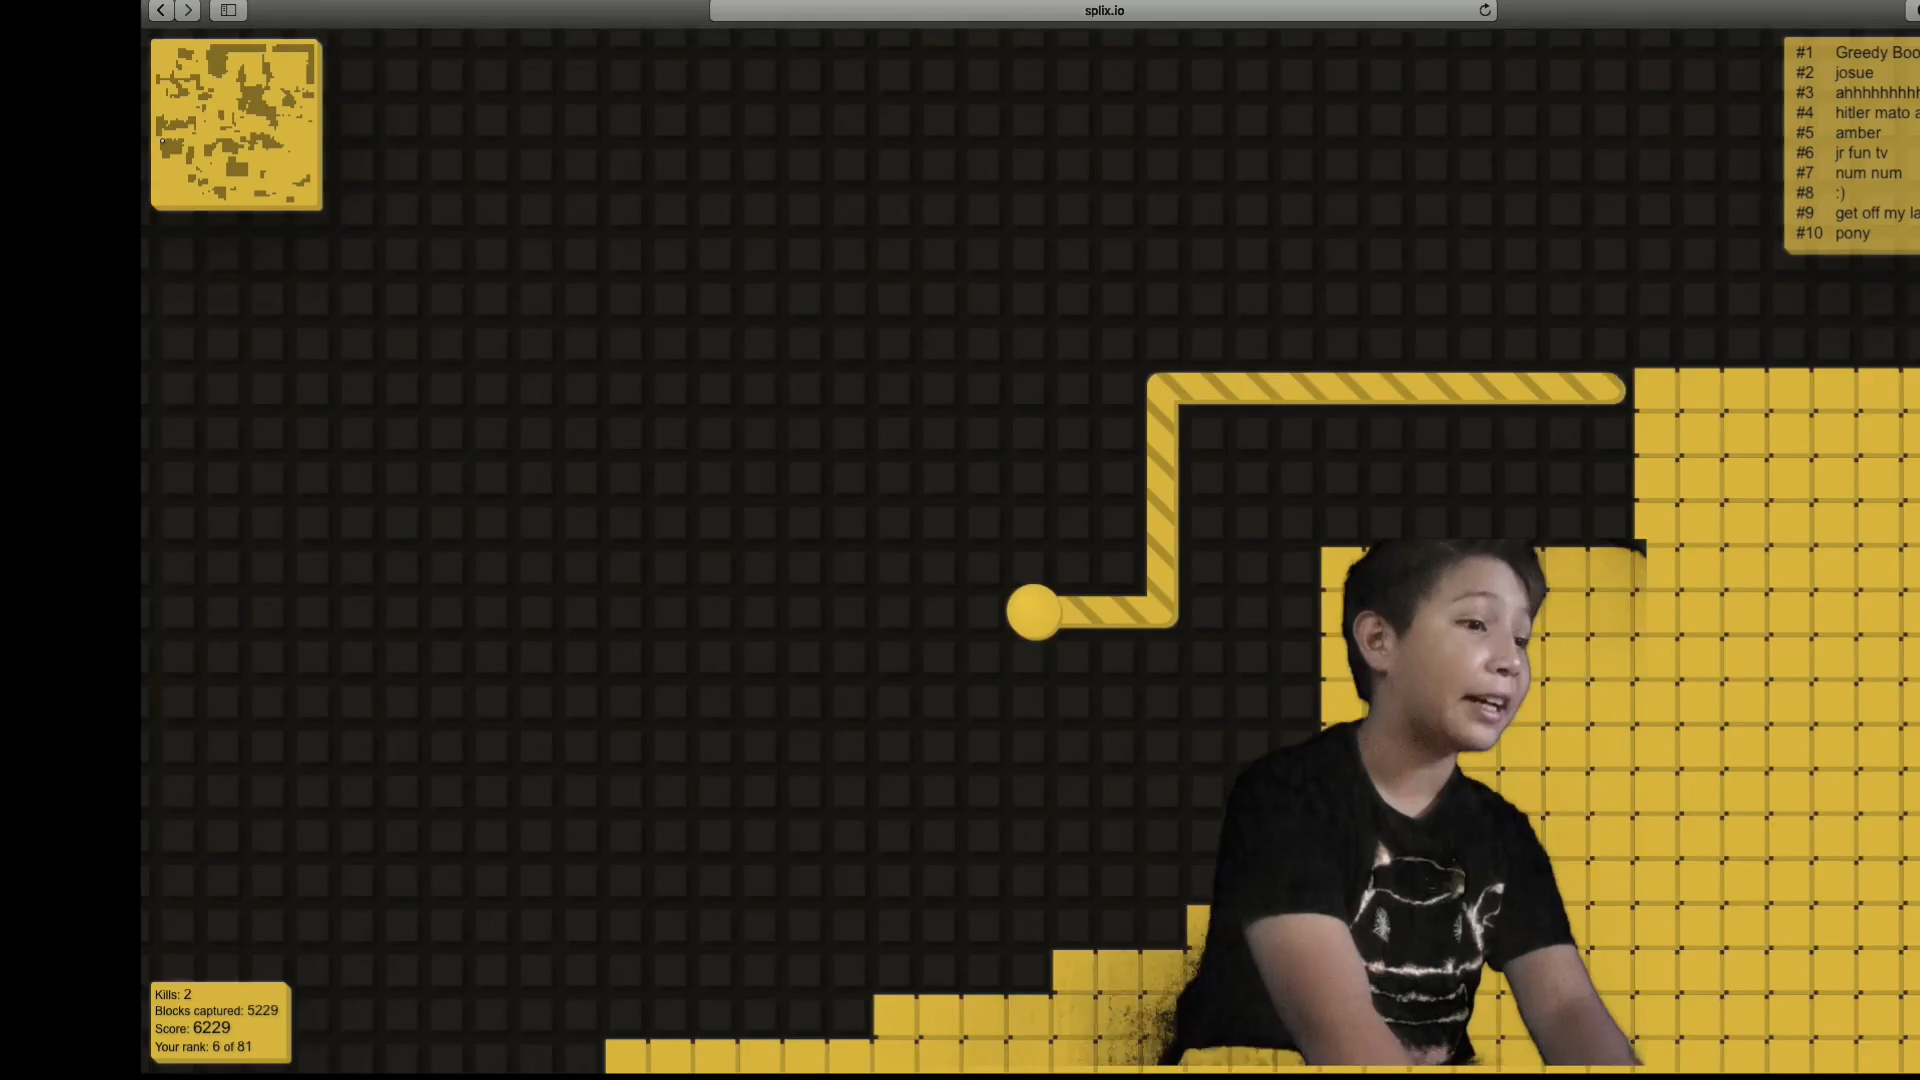 splix.io
#1 Greedy Boo
#2 josue
#3 ahhhhhhhhh
#4 hitler mato a
#5 amber
#6 jr fun tv
#7 num num
#8 :)
#9 get off my la
#10 pony
Kills: 2
Blocks captured: 5229
Score: 6229
Your rank: 6 of 81